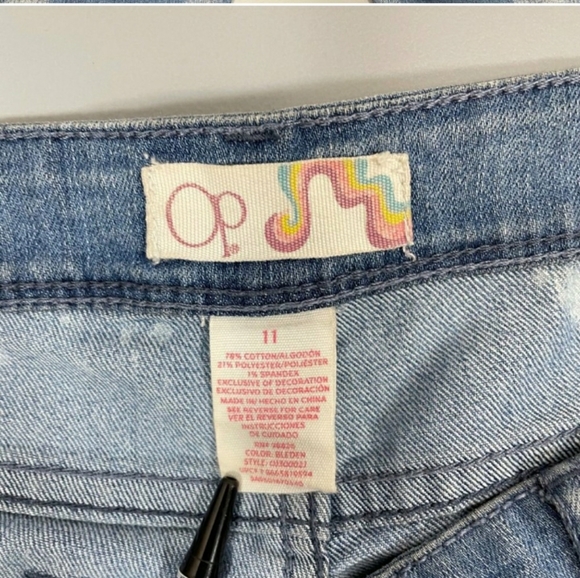 Op
11
78% COTTON/ALGODÓN
21% POLYESTER/POLIÉSTER
1% SPANDEX
EXCLUSIVE OF DECORATION
EXCLUSIVO DE DECORACIÓN
MADE IN/HECHO EN CHINA
SEE REVERSE FOR CARE
VER EL REVERSO PARA
INSTRUCCIONES
DE CUIDADO
COLOR: BLEDEN